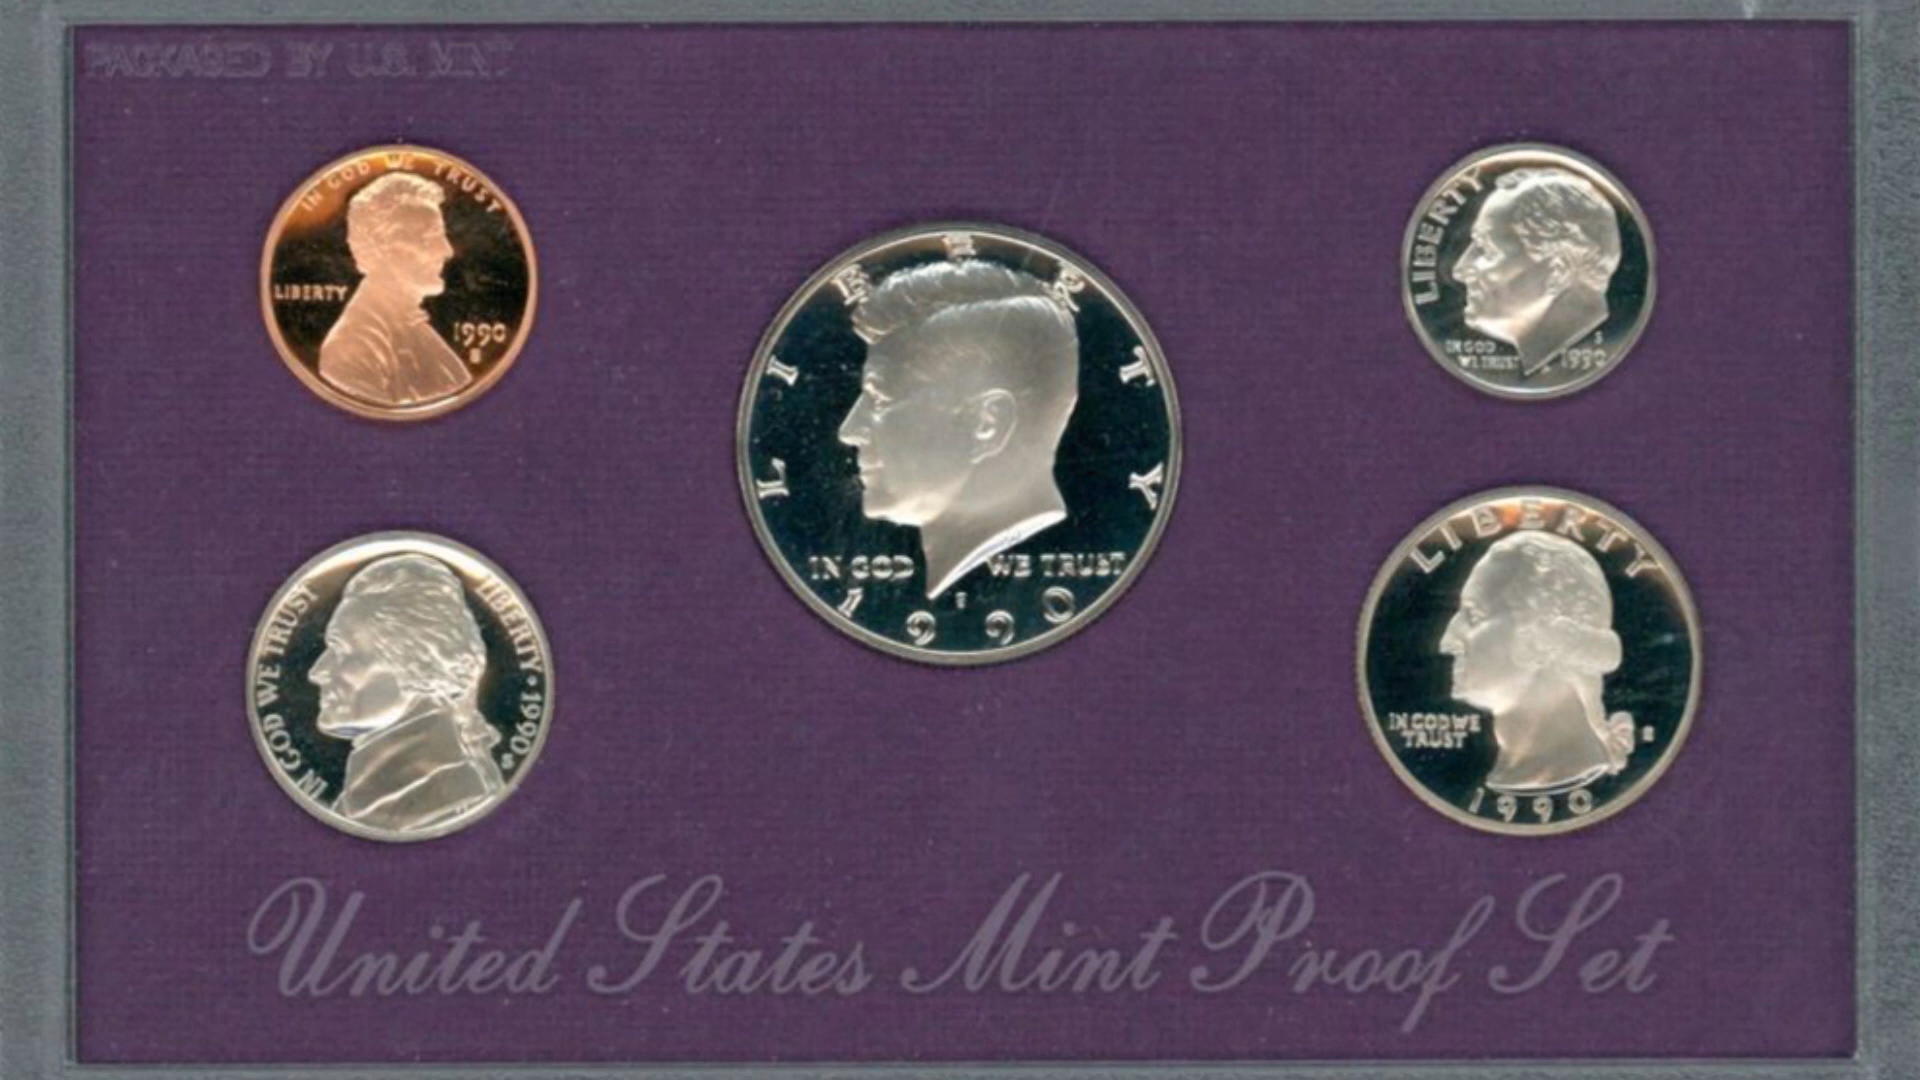 PACKAGED BY U.S. MINT
IN GOD WE TRUST
LIBERTY
1990
S
LIBERTY
IN GOD WE TRUST
1990
S
LIBERTY
IN GOD
WE TRUST
S
1990
IN GOD WE TRUST
LIBERTY • 1990
S
LIBERTY
IN GOD WE
TRUST
S
1990
United States Mint Proof Set